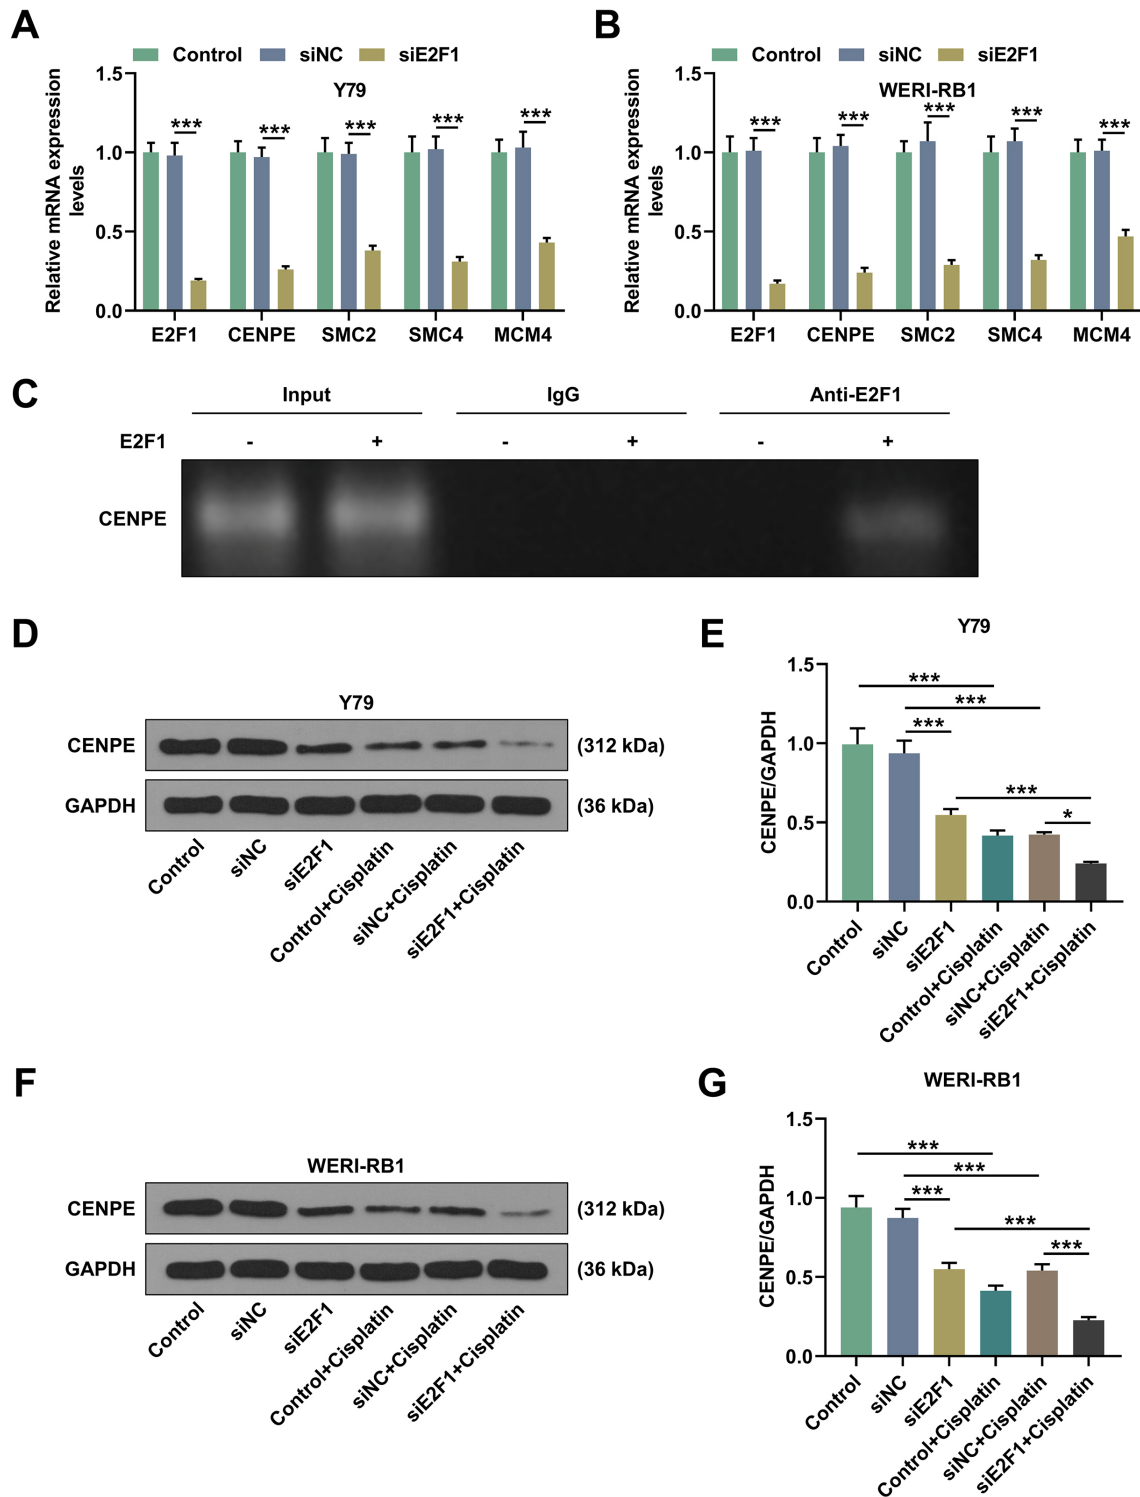 A
Control siNC siE2F1
Y79
Relative mRNA expression
levels
1.5
1.0
0.5
0.0
*** *** *** *** ***
E2F1 CENPE SMC2 SMC4 MCM4
B
Control siNC siE2F1
WERI-RB1
Relative mRNA expression
levels
1.5
1.0
0.5
0.0
*** *** *** *** ***
E2F1 CENPE SMC2 SMC4 MCM4
C
Input IgG Anti-E2F1
E2F1 - + - + - +
CENPE
D
Y79
CENPE (312 kDa)
GAPDH (36 kDa)
Control
siNC
siE2F1
Control+Cisplatin
siNC+Cisplatin
siE2F1+Cisplatin
E
Y79
CENPE/GAPDH
1.5
1.0
0.5
0.0
***
***
***
***
*
Control
siNC
siE2F1
Control+Cisplatin
siNC+Cisplatin
siE2F1+Cisplatin
F
WERI-RB1
CENPE (312 kDa)
GAPDH (36 kDa)
Control
siNC
siE2F1
Control+Cisplatin
siNC+Cisplatin
siE2F1+Cisplatin
G
WERI-RB1
CENPE/GAPDH
1.5
1.0
0.5
0.0
***
***
***
***
***
Control
siNC
siE2F1
Control+Cisplatin
siNC+Cisplatin
siE2F1+Cisplatin